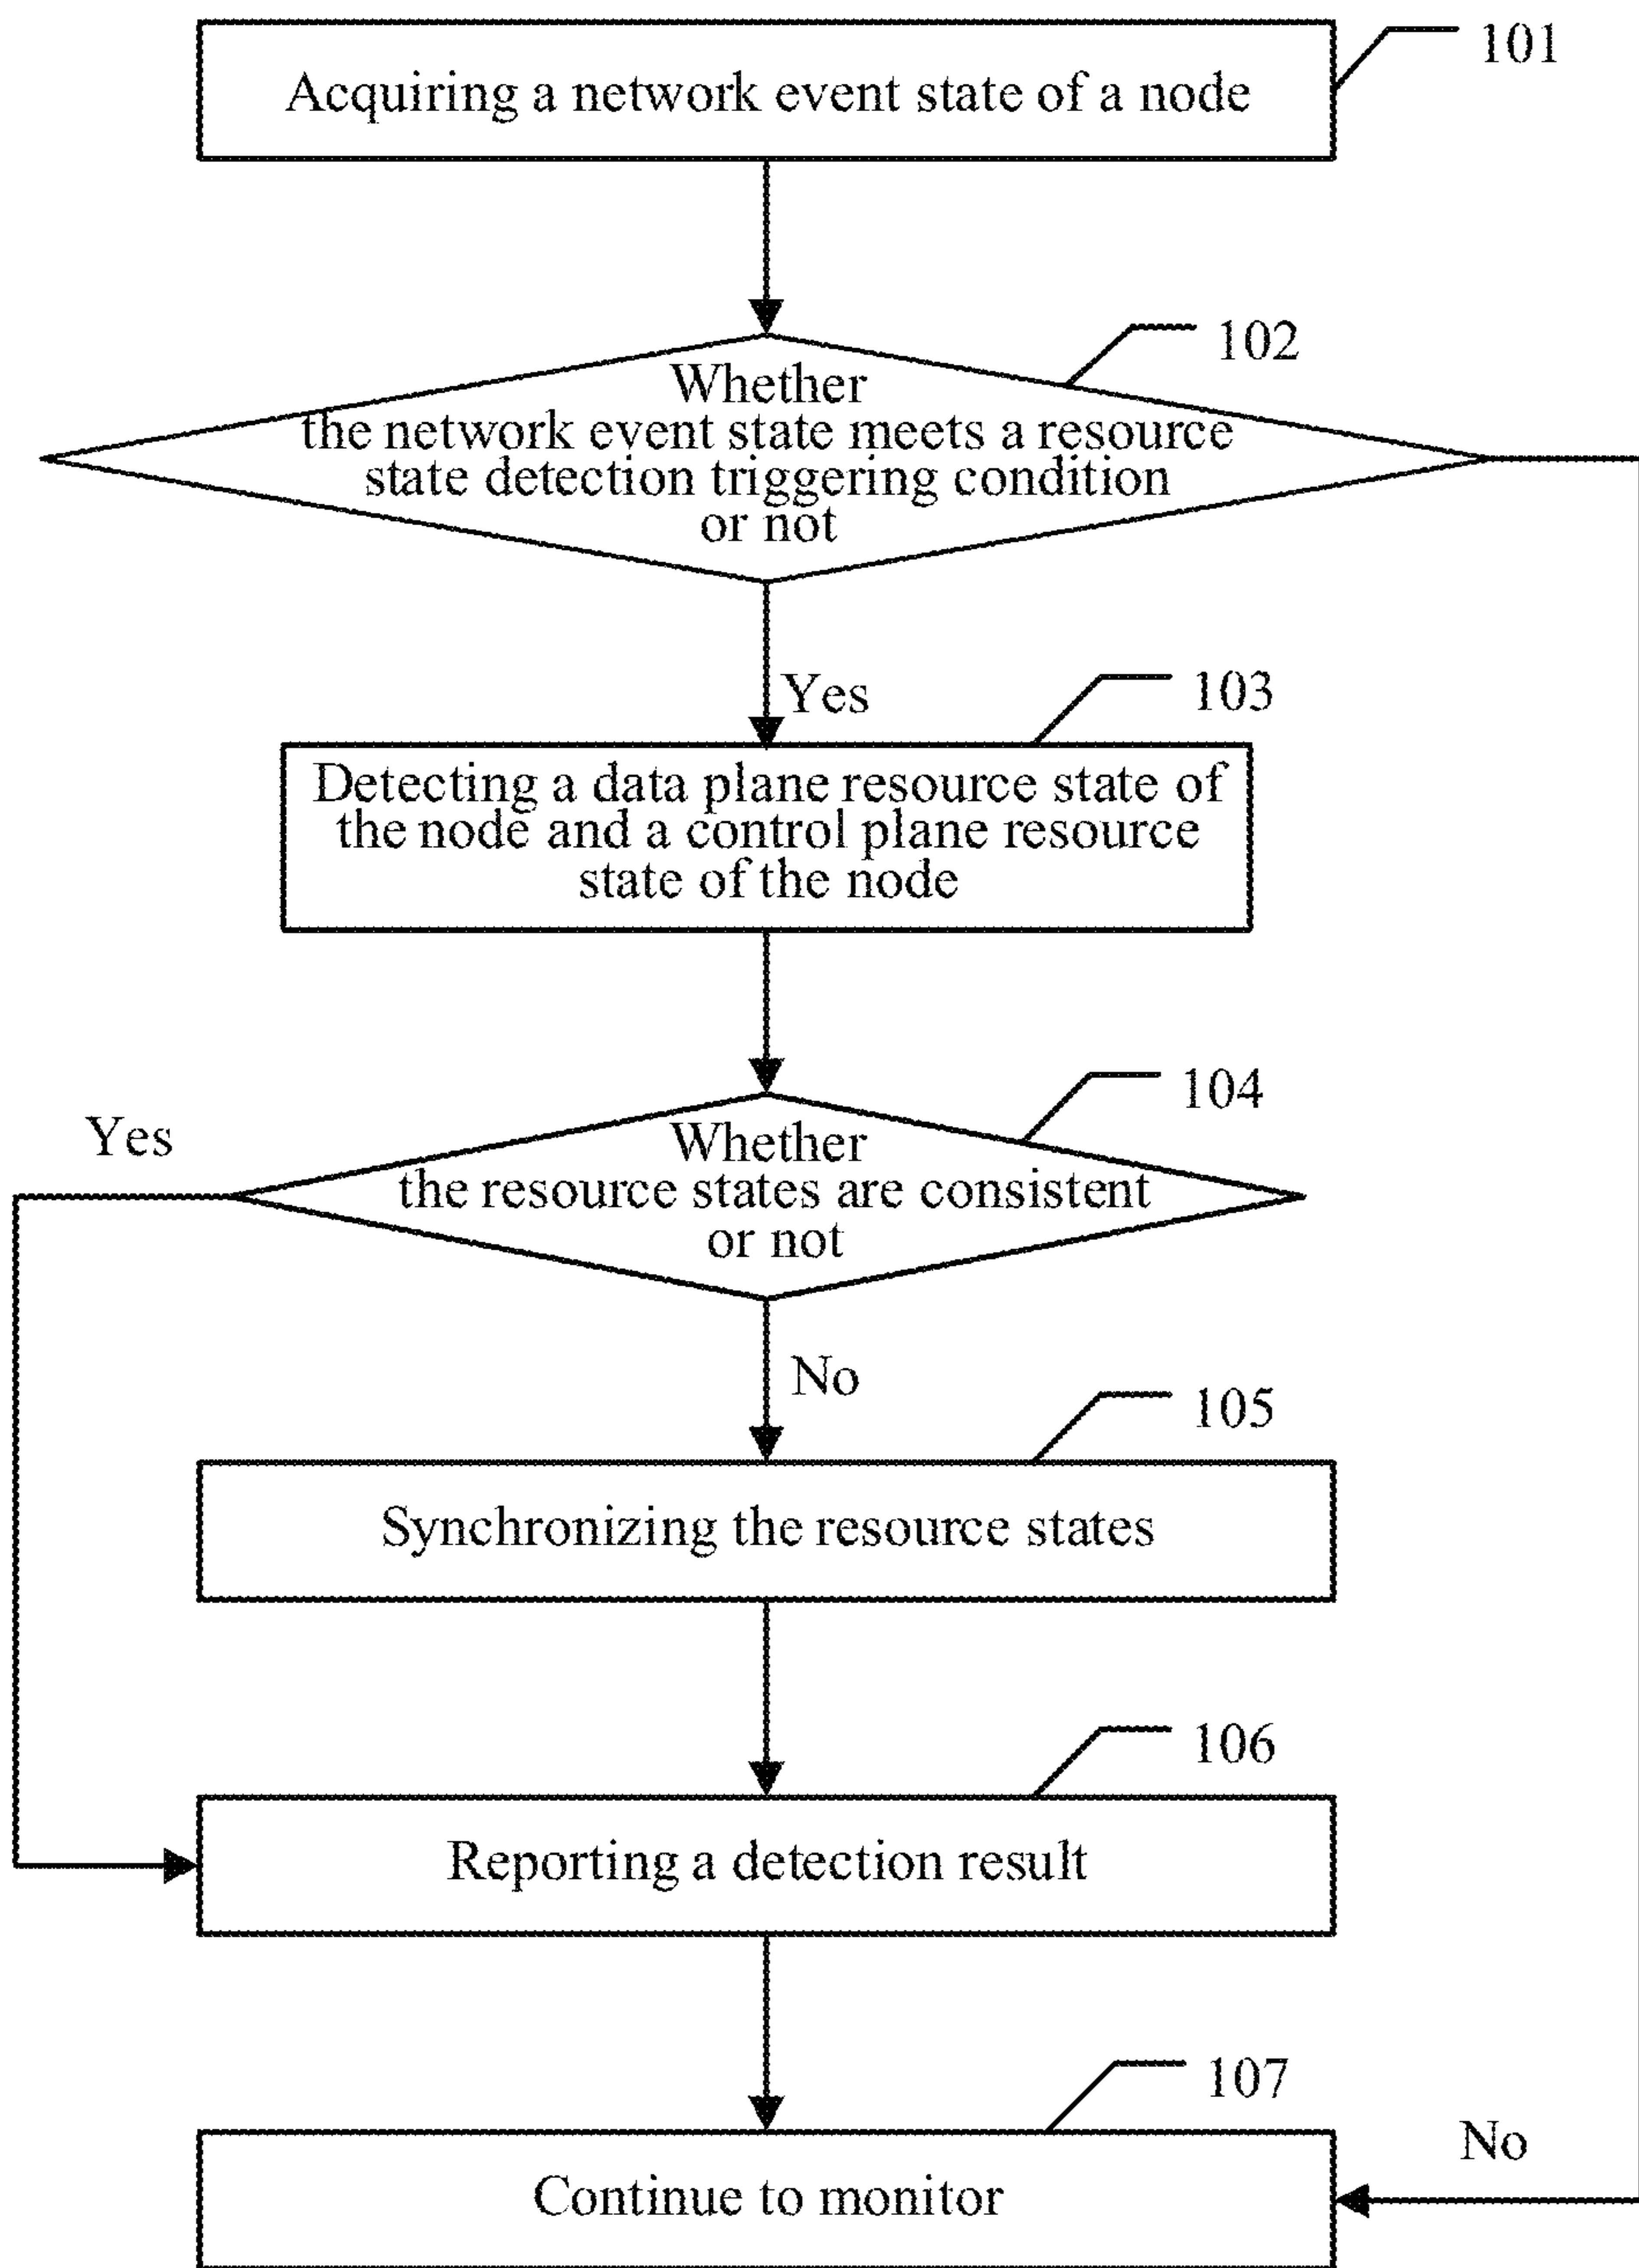 101
Acquiring a network event state of a node
102
Whether
the network event state meets a resource
state detection triggering condition
or not
Yes
103
Detecting a data plane resource state of
the node and a control plane resource
state of the node
104
Yes
Whether
the resource states are consistent
or not
No
105
Synchronizing the resource states
106
Reporting a detection result
107
No
Continue to monitor